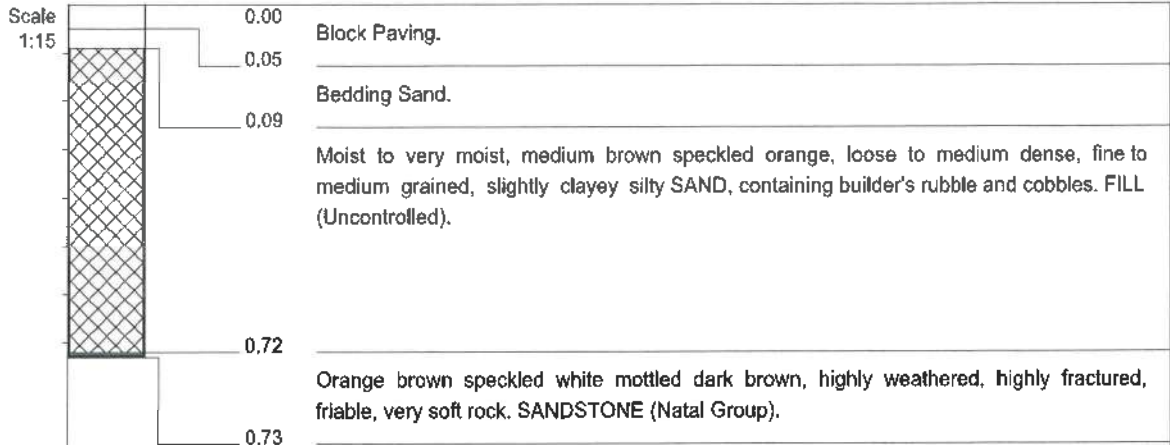 Scale
1:15
0.00
Block Paving.
0.05
Bedding Sand.
0.09
Moist to very moist, medium brown speckled orange, loose to medium dense, fine to
medium grained, slightly clayey silty SAND, containing builder's rubble and cobbles. FILL
(Uncontrolled).
0.72
Orange brown speckled white mottled dark brown, highly weathered, highly fractured,
friable, very soft rock. SANDSTONE (Natal Group).
0.73